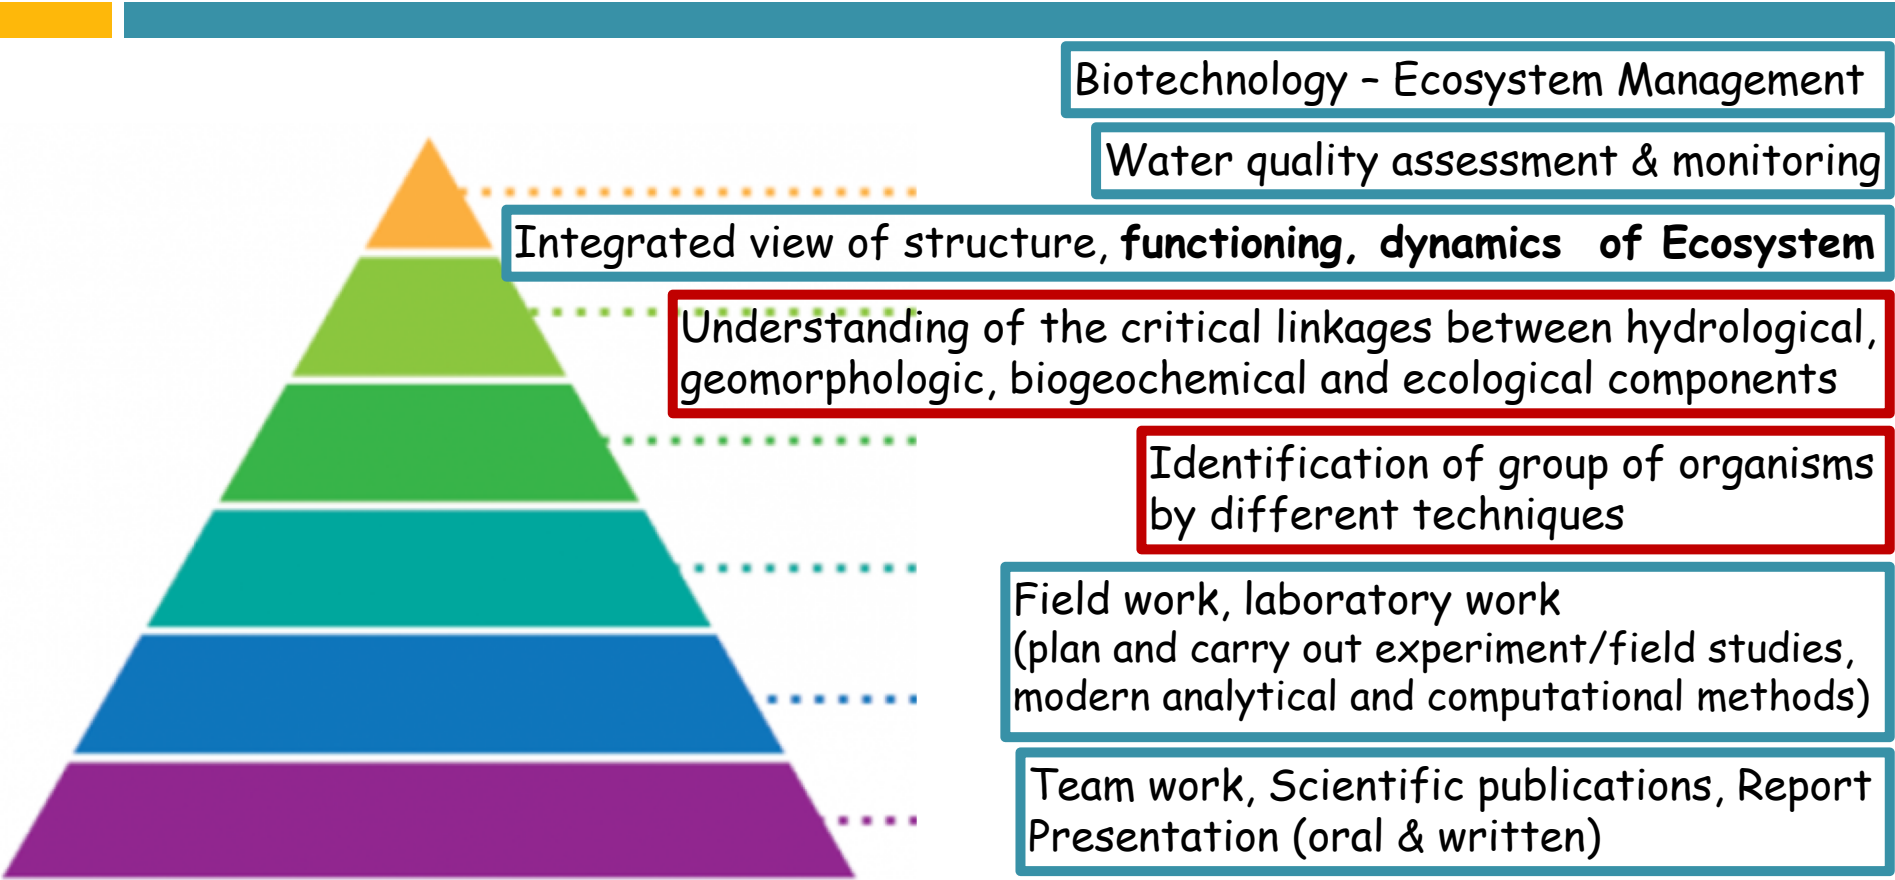 Biotechnology – Ecosystem Management
Water quality assessment & monitoring
Integrated view of structure, functioning, dynamics of Ecosystem
Understanding of the critical linkages between hydrological,
geomorphologic, biogeochemical and ecological components
Identification of group of organisms
by different techniques
Field work, laboratory work
(plan and carry out experiment/field studies,
modern analytical and computational methods)
Team work, Scientific publications, Report
Presentation (oral & written)